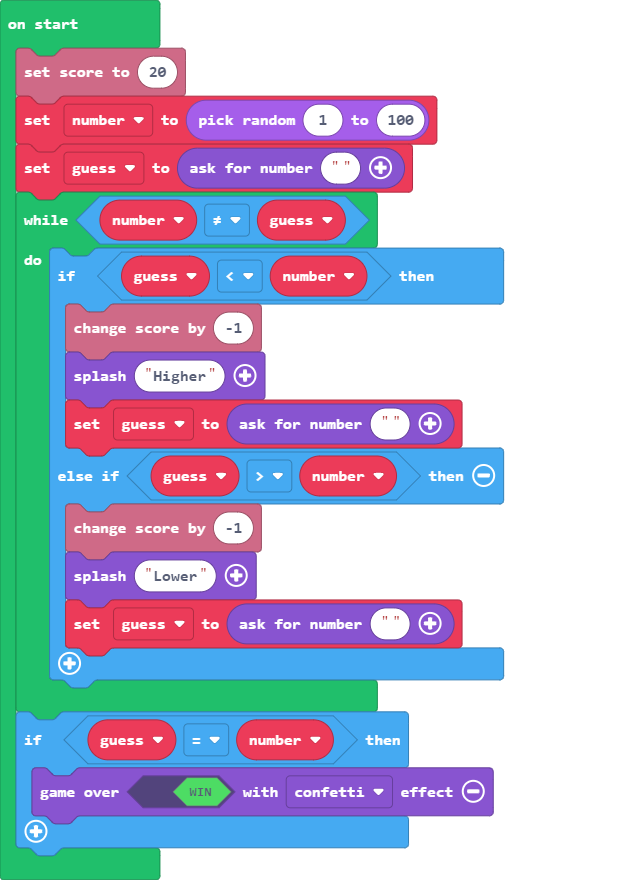 on start
set score to 20
set number to pick random 1 to 100
set guess to ask for number " "
while number ≠ guess
do
if guess < number then
change score by -1
splash "Higher"
set guess to ask for number " "
else if guess > number then
change score by -1
splash "Lower"
set guess to ask for number " "
if guess = number then
game over WIN with confetti effect